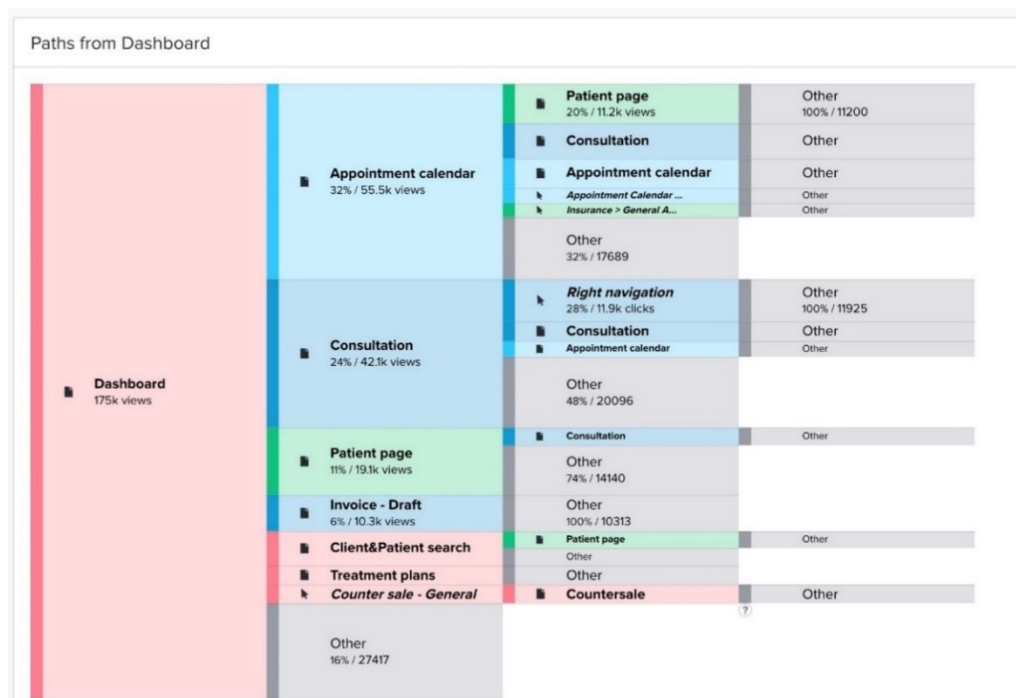 Paths from Dashboard
Dashboard
175k views
Appointment calendar
32% / 55.5k views
Consultation
24% / 42.1k views
Patient page
11% / 19.1k views
Invoice - Draft
6% / 10.3k views
Client&Patient search
Treatment plans
Counter sale - General
Other
16% / 27417
Patient page
20% / 11.2k views
Consultation
Appointment calendar
Appointment Calendar ...
Insurance > General A...
Other
32% / 17689
Right navigation
28% / 11.9k clicks
Consultation
Appointment calendar
Other
48% / 20096
Consultation
Other
74% / 14140
Other
100% / 10313
Patient page
Other
Other
Countersale
Other
100% / 11200
Other
Other
Other
Other
Other
100% / 11925
Other
Other
Other
Other
Other
?